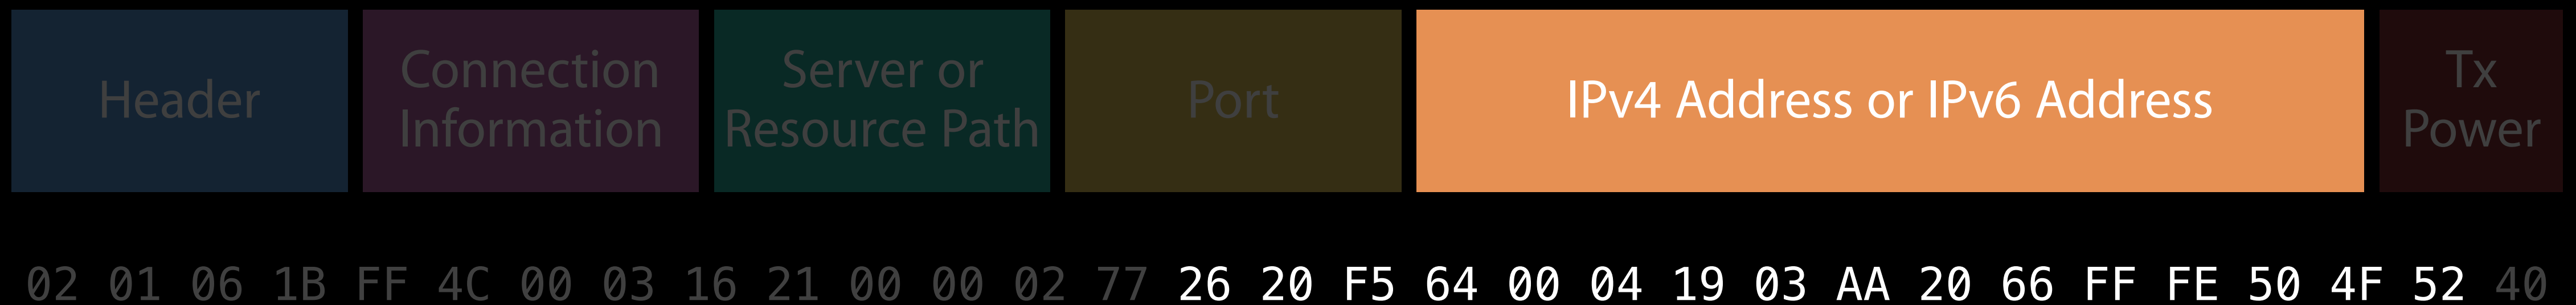 Header
Connection
Information
Server or
Resource Path
Port
IPv4 Address or IPv6 Address
Tx
Power
02 01 06 1B FF 4C 00 03 16 21 00 00 02 77 26 20 F5 64 00 04 19 03 AA 20 66 FF FE 50 4F 52 40